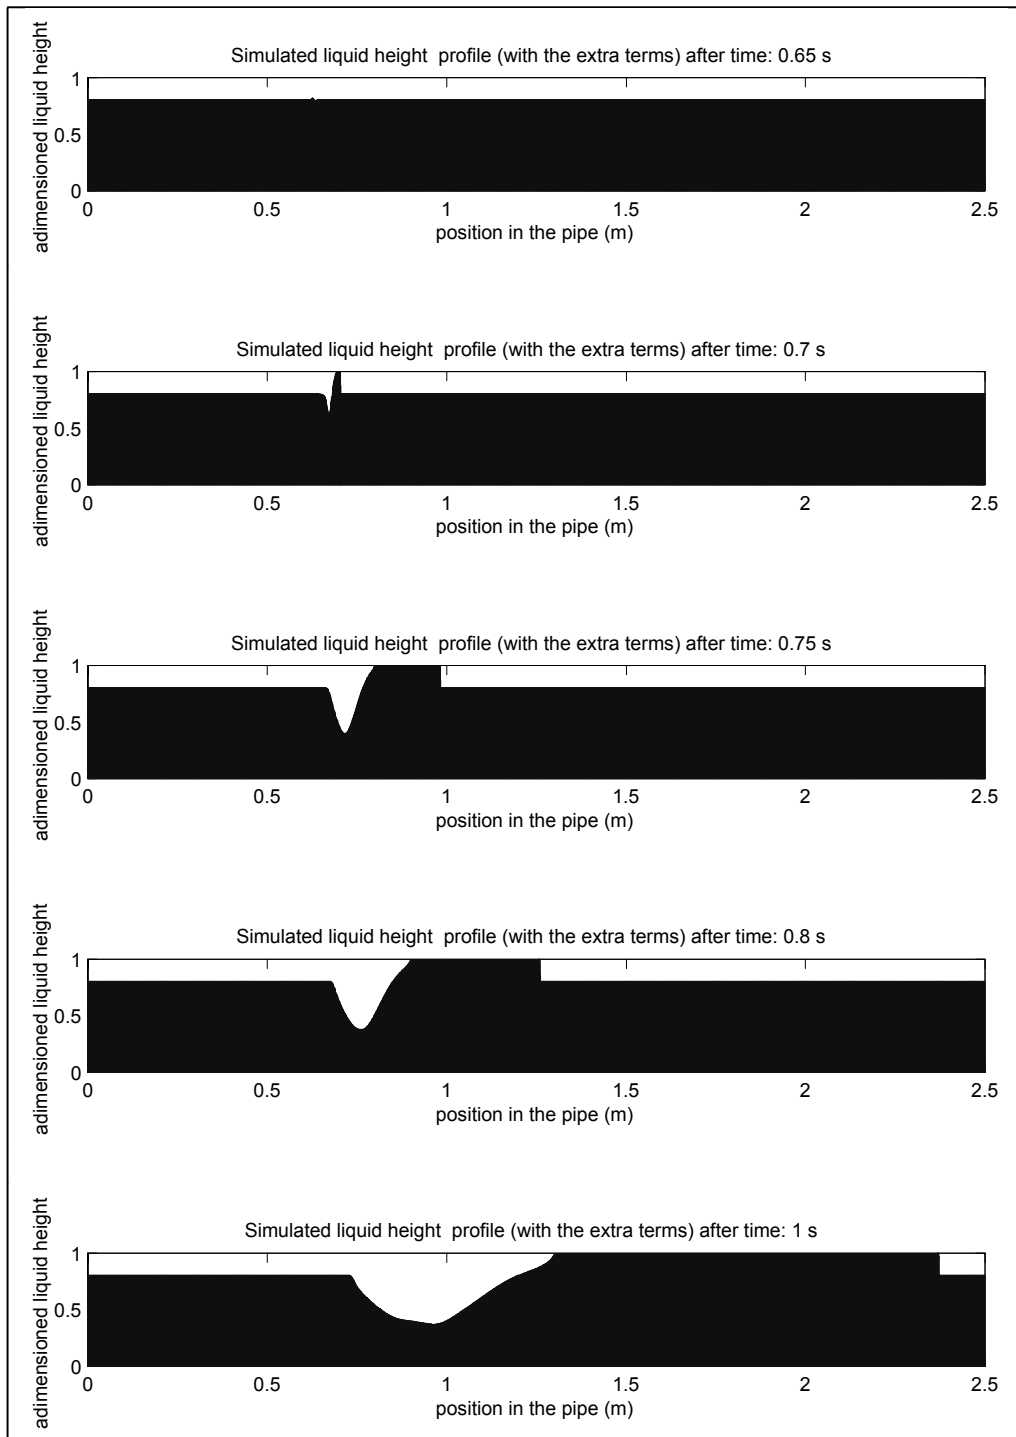 Simulated liquid height  profile (with the extra terms) after time: 0.65 s
adimensioned liquid height
1
0.5
0
0 0.5 1 1.5 2 2.5
position in the pipe (m)
Simulated liquid height  profile (with the extra terms) after time: 0.7 s
adimensioned liquid height
1
0.5
0
0 0.5 1 1.5 2 2.5
position in the pipe (m)
Simulated liquid height  profile (with the extra terms) after time: 0.75 s
adimensioned liquid height
1
0.5
0
0 0.5 1 1.5 2 2.5
position in the pipe (m)
Simulated liquid height  profile (with the extra terms) after time: 0.8 s
adimensioned liquid height
1
0.5
0
0 0.5 1 1.5 2 2.5
position in the pipe (m)
Simulated liquid height  profile (with the extra terms) after time: 1 s
adimensioned liquid height
1
0.5
0
0 0.5 1 1.5 2 2.5
position in the pipe (m)